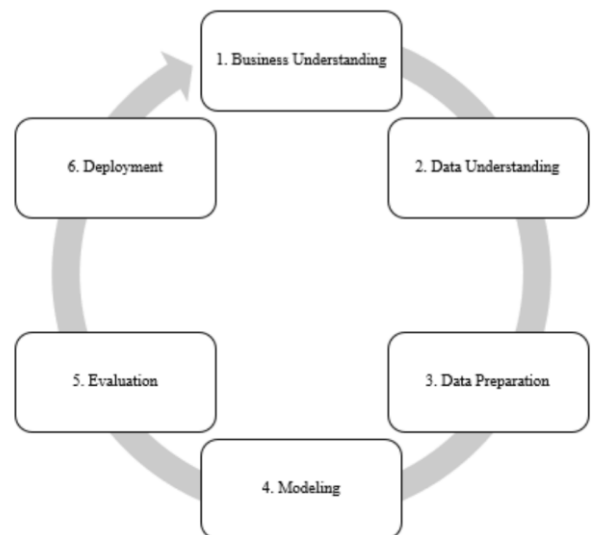 1. Business Understanding
2. Data Understanding
3. Data Preparation
4. Modeling
5. Evaluation
6. Deployment